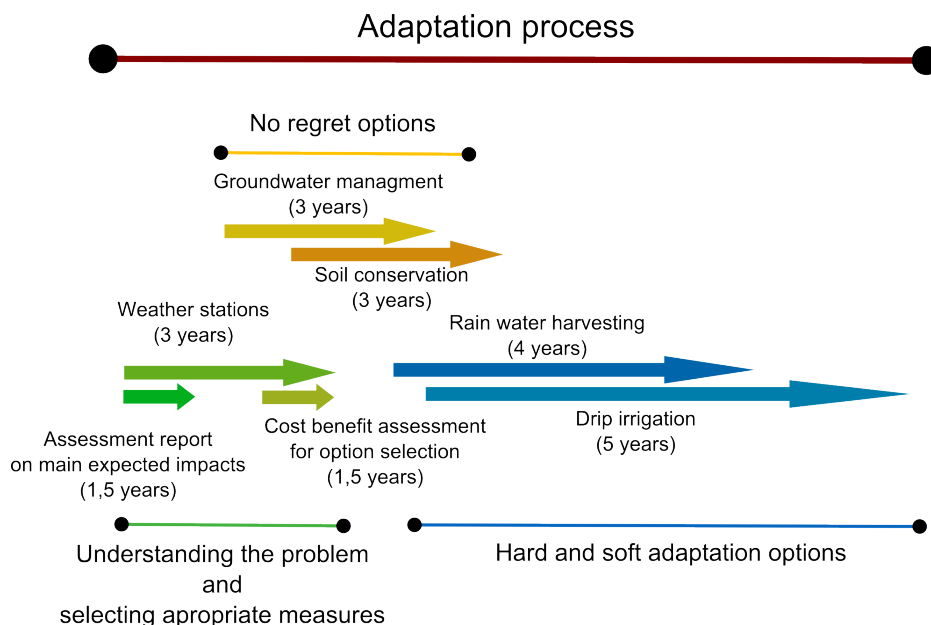 Adaptation process
No regret options
Groundwater managment
(3 years)
Soil conservation
(3 years)
Weather stations
(3 years)
Rain water harvesting
(4 years)
Assessment report
on main expected impacts
(1,5 years)
Cost benefit assessment
for option selection
(1,5 years)
Drip irrigation
(5 years)
Understanding the problem
and
selecting apropriate measures
Hard and soft adaptation options